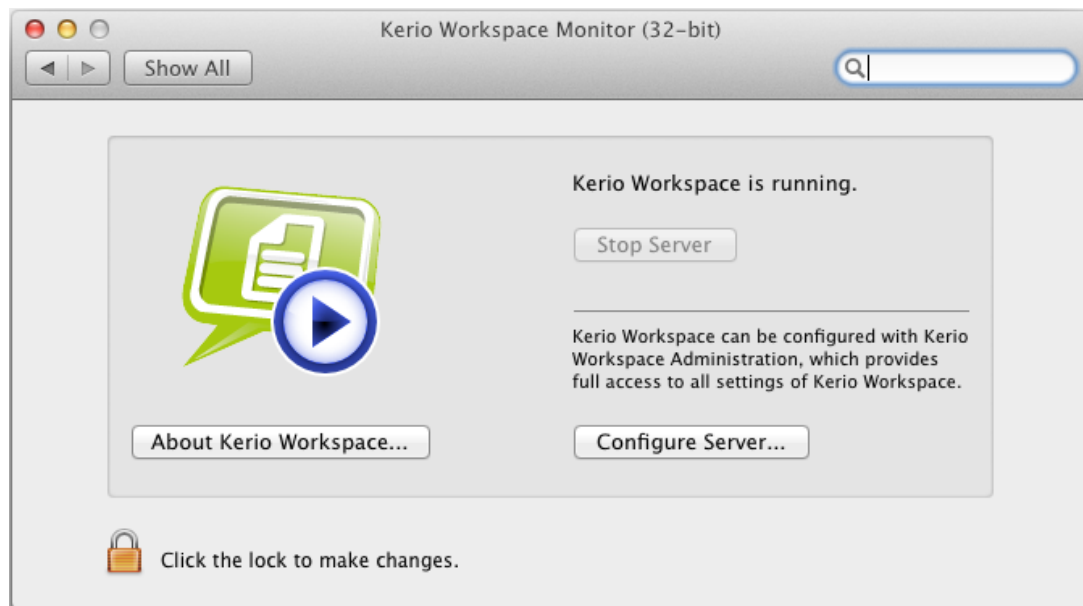 Kerio Workspace Monitor (32-bit)
Show All
Kerio Workspace is running.
Stop Server
Kerio Workspace can be configured with Kerio
Workspace Administration, which provides
full access to all settings of Kerio Workspace.
About Kerio Workspace...
Configure Server...
Click the lock to make changes.